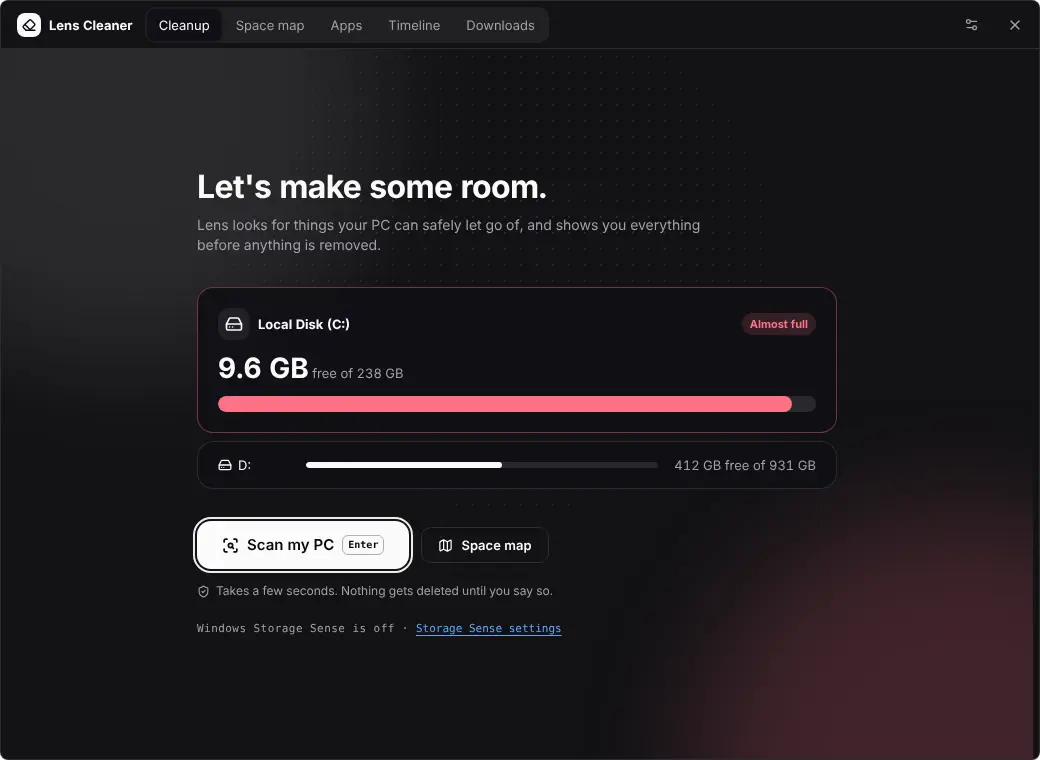 Lens Cleaner Cleanup Space map Apps Timeline Downloads
Let's make some room.
Lens looks for things your PC can safely let go of, and shows you everything
before anything is removed.
Local Disk (C:) Almost full
9.6 GB free of 238 GB
D: 412 GB free of 931 GB
Scan my PC Enter Space map
Takes a few seconds. Nothing gets deleted until you say so.
Windows Storage Sense is off · Storage Sense settings